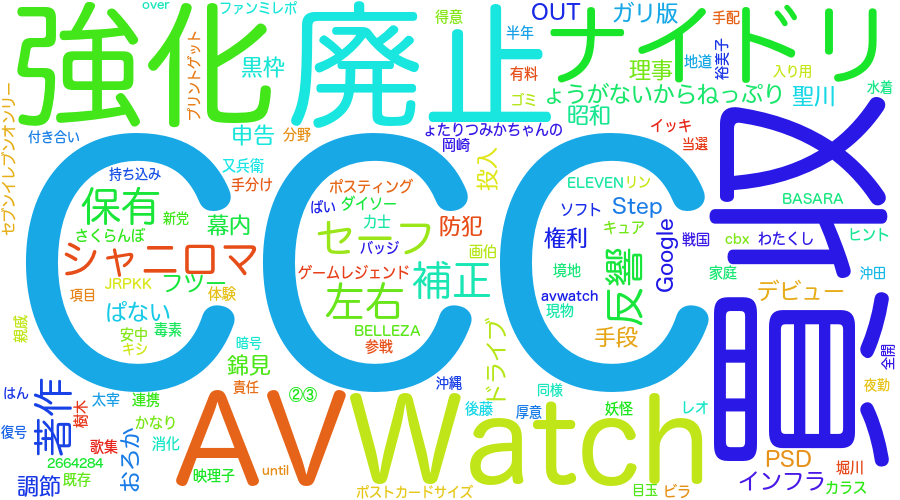 over
ファンミレポ
得意
OUT
ガリ版
手配
強化
廃止
ナイドリ
プリントゲット
黒枠
半年
有料
ゴミ
理事
地道
裕美子
入り用
ょうがないからねっぷり
聖川
水着
昭和
セブンイレブンオンリー
付き合い
申告
分野
ょたりつみかちゃんの
岡崎
イッキ
当選
買収
CCC
持ち込み
又兵衛
手分け
投入
ポスティング
ELEVEN
リン
BASARA
保有
新党
幕内
さくらんぼ
ぱい
ダイソー
力士
セーフ
バッジ
防犯
画伯
ソフト
Step
キュア
権利
反響
Google
戦国
cbx
わたくし
ヒント
シャニロマ
ゲームレジェンド
補正
境地
家庭
沖田
JRPKK
フツー
項目
体験
左右
avwatch
現物
デビュー
ぱない
親戚
安中
毒素
キシ
BELLEZA
参戦
暗号
ドライブ
手段
錦見
全開
はん
著作
樹木
太宰
連携
責任
②③
沖縄
同様
夜勤
AV
Watch
後藤
厚意
妖怪
レオ
かなり
復号
歌集
おろか
消化
2664284
既存
調節
映理子
until
ポストカードサイズ
目玉
ビラ
PSD
堀川
インフラ
カラス